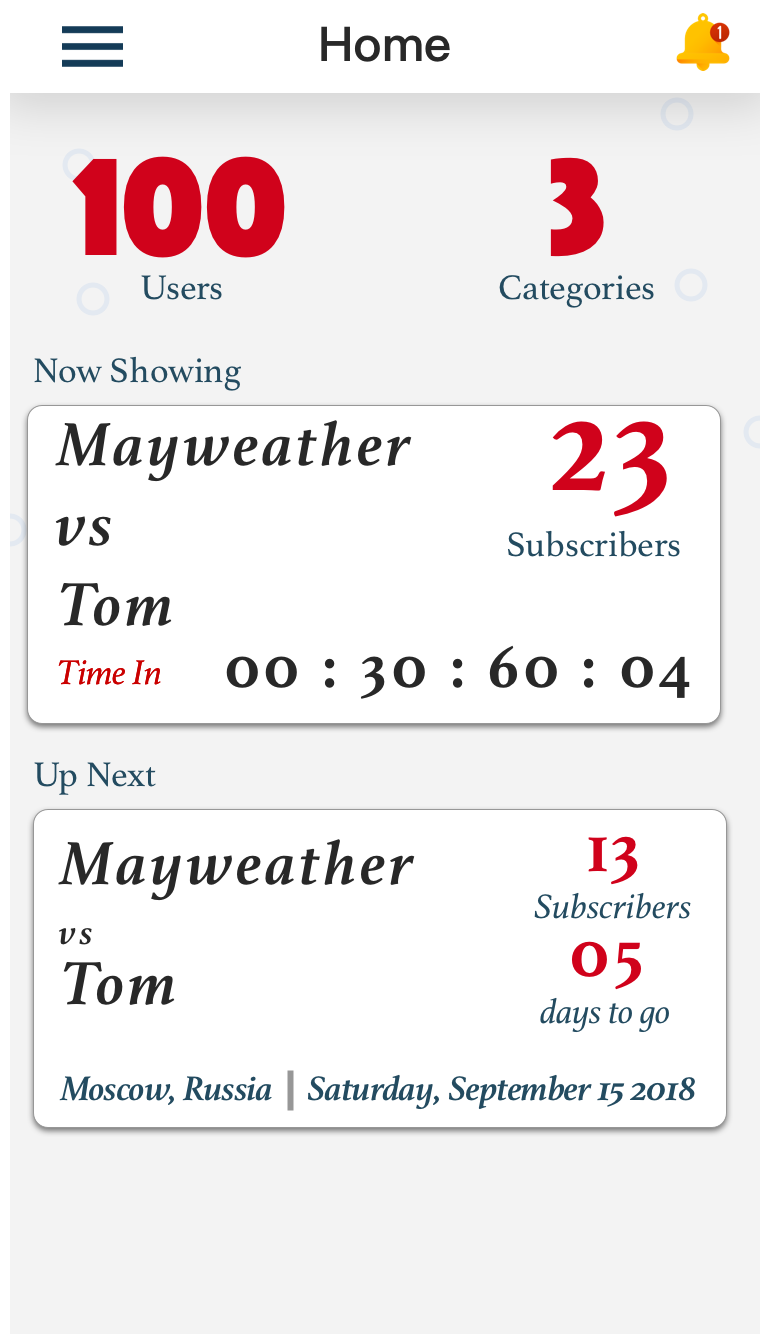 Home
1
100
3
Users
Categories
Now Showing
Mayweather
23
vs
Subscribers
Tom
Time In
00 : 30 : 60 : 04
Up Next
Mayweather
13
Subscribers
vs
05
Tom
days to go
Moscow, Russia | Saturday, September 15 2018